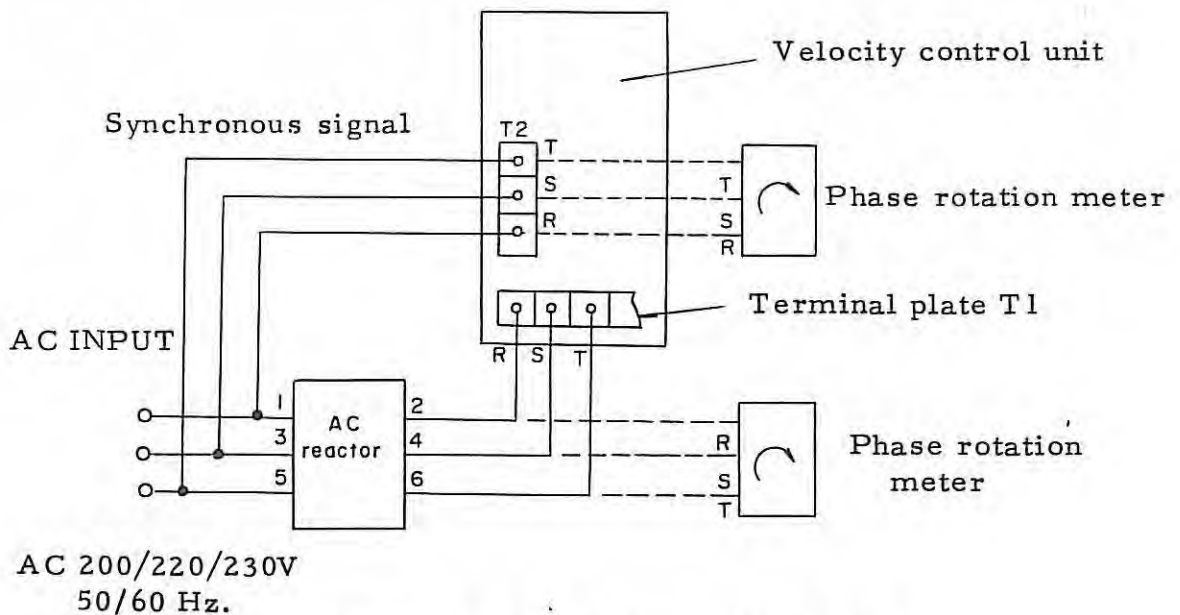 Velocity control unit
Synchronous signal
T2
T
S
R
T
S
R
Phase rotation meter
Terminal plate T1
R S T
AC INPUT
1
3
5
AC
reactor
2
4
6
R
S
T
Phase rotation
meter
AC 200/220/230V
50/60 Hz.